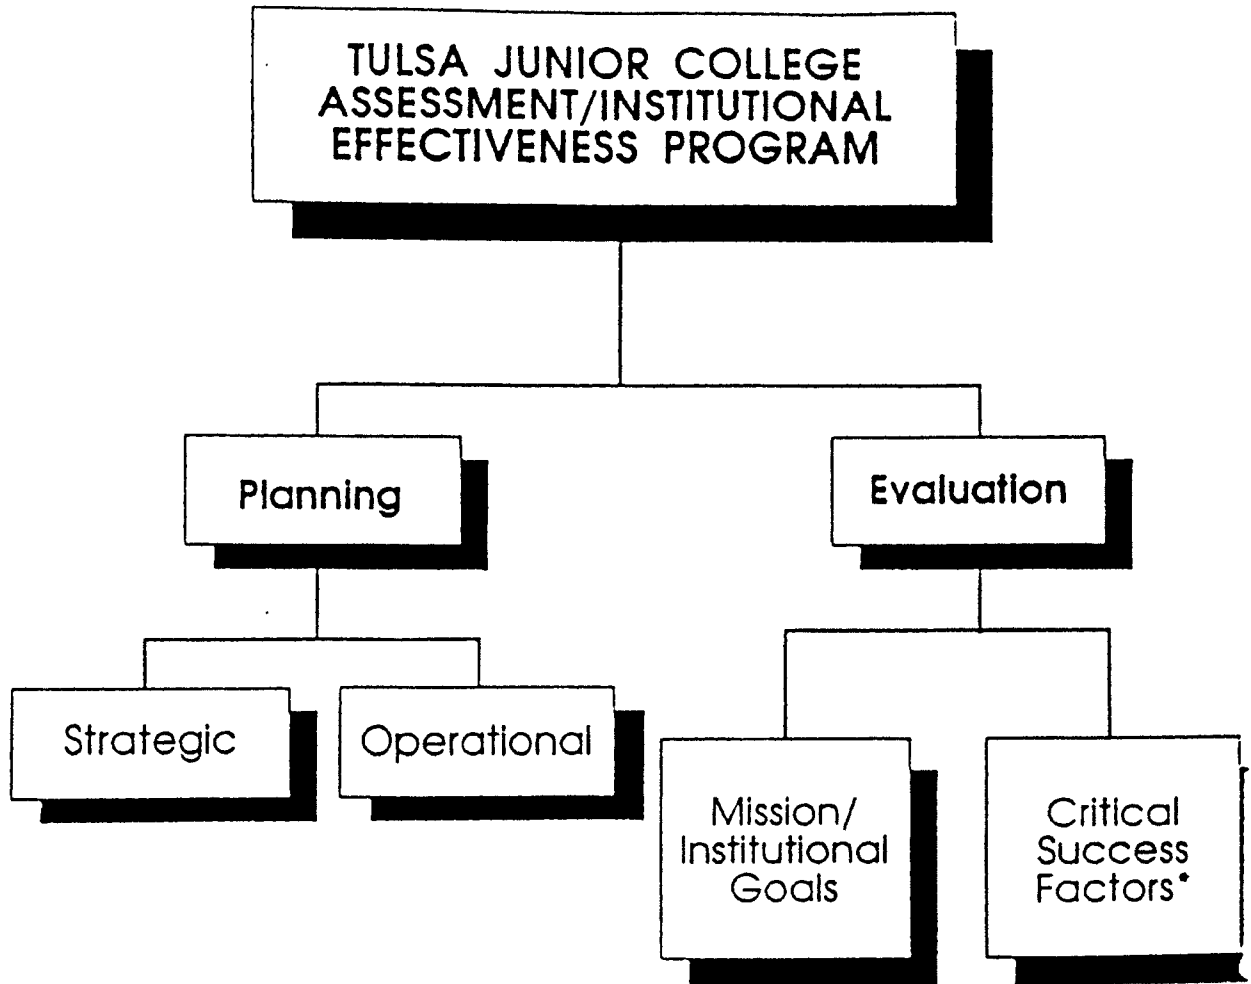 TULSA JUNIOR COLLEGE
ASSESSMENT/INSTITUTIONAL
EFFECTIVENESS PROGRAM
Planning
Evaluation
Strategic
Operational
Mission/
Institutional
Goals
Critical
Success
Factors*